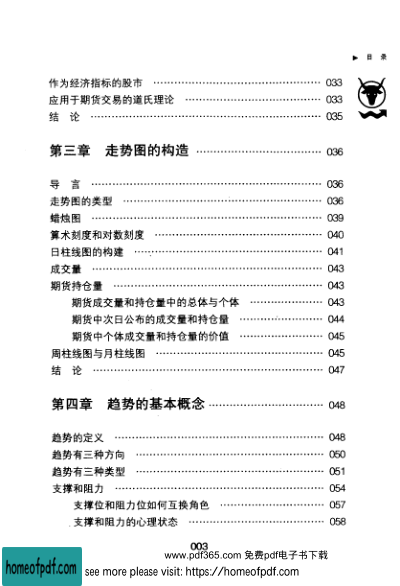 ▶ 目 录
作为经济指标的股市 …………………………………… 033
应用于期货交易的道氏理论 …………………………………… 033
结 论 …………………………………… 035
第三章 走势图的构造 …………………………………… 036
导 言 …………………………………… 036
走势图的类型 …………………………………… 036
蜡烛图 …………………………………… 039
算术刻度和对数刻度 …………………………………… 040
日柱线图的构建 …………………………………… 041
成交量 …………………………………… 043
期货持仓量 …………………………………… 043
期货成交量和持仓量中的总体与个体 …………………… 043
期货中次日公布的成交量和持仓量 …………………… 044
期货中个体成交量和持仓量的价值 …………………… 045
周柱线图与月柱线图 …………………………………… 045
结 论 …………………………………… 047
第四章 趋势的基本概念 …………………………………… 048
趋势的定义 …………………………………… 048
趋势有三种方向 …………………………………… 050
趋势有三种类型 …………………………………… 051
支撑和阻力 …………………………………… 054
支撑位和阻力位如何互换角色 …………………… 057
支撑和阻力的心理状态 …………………… 058
003
www.pdf365.com 免费pdf电子书下载
homeofpdf.com
see more please visit: https://homeofpdf.com